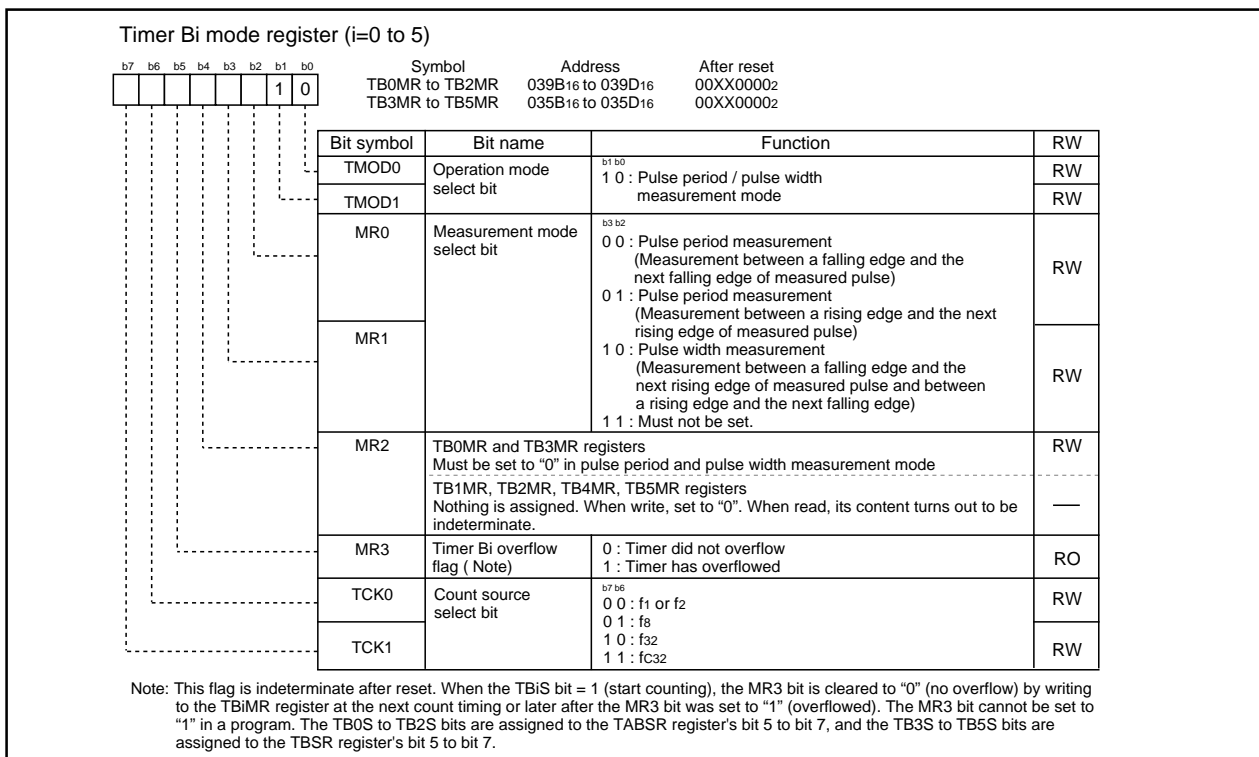 Timer Bi mode register (i=0 to 5)
b7 b6 b5 b4 b3 b2 b1 b0
1 0
Symbol Address After reset
TB0MR to TB2MR 039B16 to 039D16 00XX00002
TB3MR to TB5MR 035B16 to 035D16 00XX00002
Bit symbol Bit name Function RW
TMOD0 Operation mode select bit RW
b1 b0
1 0 : Pulse period / pulse width
measurement mode
TMOD1 RW
MR0 Measurement mode
select bit
b3 b2
0 0 : Pulse period measurement
(Measurement between a falling edge and the
next falling edge of measured pulse)
RW
0 1 : Pulse period measurement
(Measurement between a rising edge and the next
rising edge of measured pulse)
MR1
1 0 : Pulse width measurement
(Measurement between a falling edge and the
next rising edge of measured pulse and between
a rising edge and the next falling edge)
RW
1 1 : Must not be set.
MR2 TB0MR and TB3MR registers RW
Must be set to “0” in pulse period and pulse width measurement mode
TB1MR, TB2MR, TB4MR, TB5MR registers
Nothing is assigned. When write, set to “0”. When read, its content turns out to be
indeterminate.
—
MR3 Timer Bi overflow
flag ( Note)
0 : Timer did not overflow
1 : Timer has overflowed
RO
TCK0 Count source
select bit
b7 b6
0 0 : f1 or f2
RW
0 1 : f8
TCK1
1 0 : f32
1 1 : fC32
RW
Note: This flag is indeterminate after reset. When the TBiS bit = 1 (start counting), the MR3 bit is cleared to “0” (no overflow) by writing
to the TBiMR register at the next count timing or later after the MR3 bit was set to “1” (overflowed). The MR3 bit cannot be set to
“1” in a program. The TB0S to TB2S bits are assigned to the TABSR register's bit 5 to bit 7, and the TB3S to TB5S bits are
assigned to the TBSR register's bit 5 to bit 7.